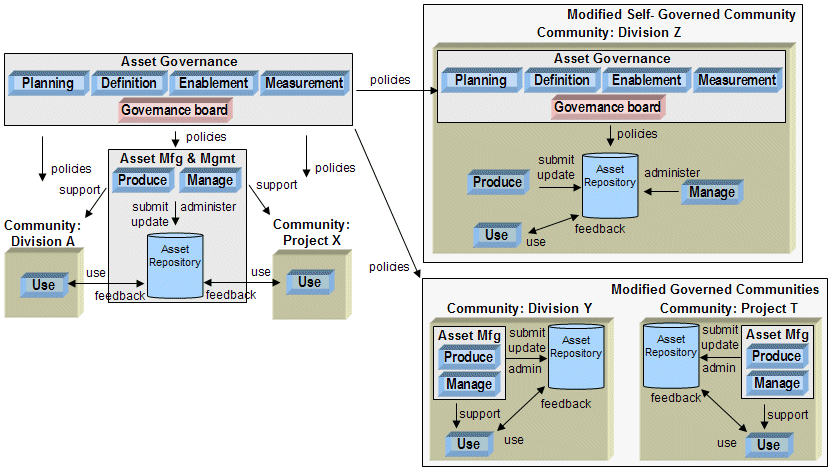 Asset Governance
Planning
Definition
Enablement
Measurement
Governance board
policies
policies
policies
policies
policies
Asset Mfg & Mgmt
Produce
Manage
support
support
submit
update
administer
Community:
Division A
Community:
Project X
Asset
Repository
Use
use
feedback
use
feedback
Use
Modified Self- Governed Community
Community: Division Z
Asset Governance
Planning
Definition
Enablement
Measurement
Governance board
policies
Produce
submit
update
Asset
Repository
administer
Manage
Use
use
feedback
Modified Governed Communities
Community: Division Y
Asset Mfg
Produce
Manage
submit
update
admin
Asset
Repository
support
feedback
Use
use
Community: Project T
Asset
Repository
submit
update
admin
Asset Mfg
Produce
Manage
feedback
support
use
Use